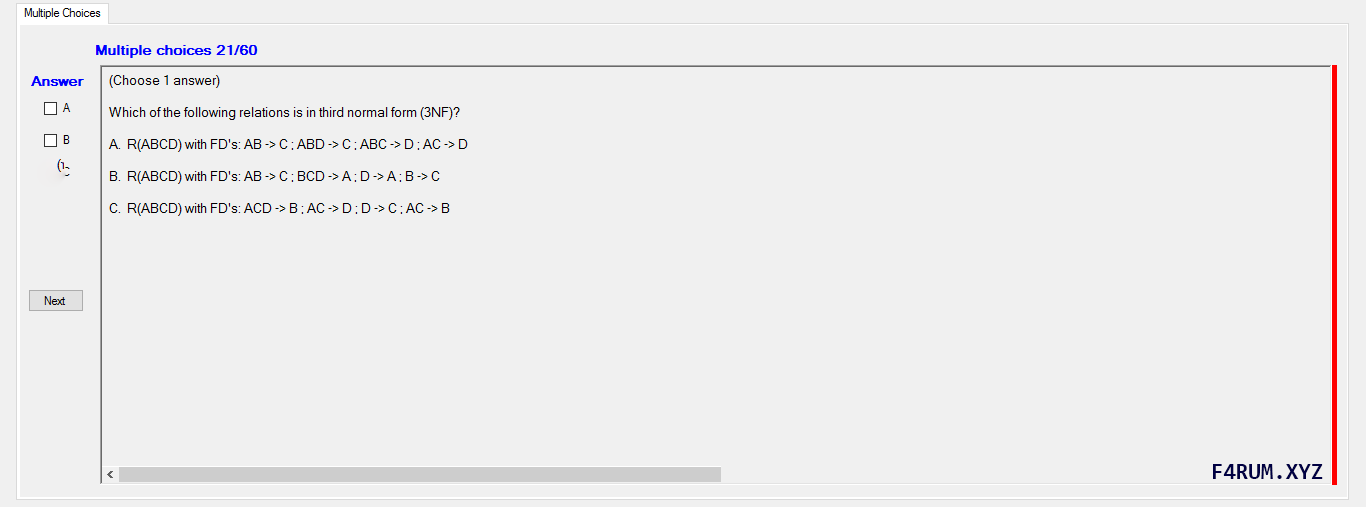 Multiple Choices
Multiple choices 21/60
Answer
A
B
(Choose 1 answer)
Which of the following relations is in third normal form (3NF)?
A. R(ABCD) with FD's: AB -> C ; ABD -> C ; ABC -> D ; AC -> D
B. R(ABCD) with FD's: AB -> C ; BCD -> A ; D -> A ; B -> C
C. R(ABCD) with FD's: ACD -> B ; AC -> D ; D -> C ; AC -> B
Next
F4RUM.XYZ